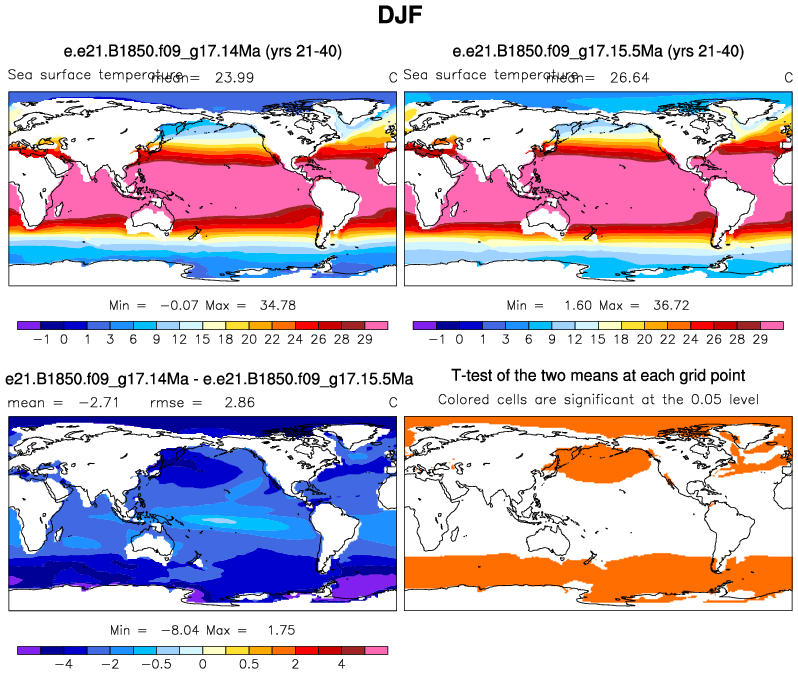 DJF
e.e21.B1850.f09_g17.14Ma (yrs 21-40)
Sea surface temperature mean= 23.99 C
e.e21.B1850.f09_g17.15.5Ma (yrs 21-40)
Sea surface temperature mean= 26.64 C
Min = -0.07 Max = 34.78
-1 0 1 3 6 9 12 15 18 20 22 24 26 28 29
Min = 1.60 Max = 36.72
-1 0 1 3 6 9 12 15 18 20 22 24 26 28 29
e21.B1850.f09_g17.14Ma - e.e21.B1850.f09_g17.15.5Ma
mean = -2.71 rmse = 2.86 C
T-test of the two means at each grid point
Colored cells are significant at the 0.05 level
Min = -8.04 Max = 1.75
-4 -2 -0.5 0 0.5 2 4